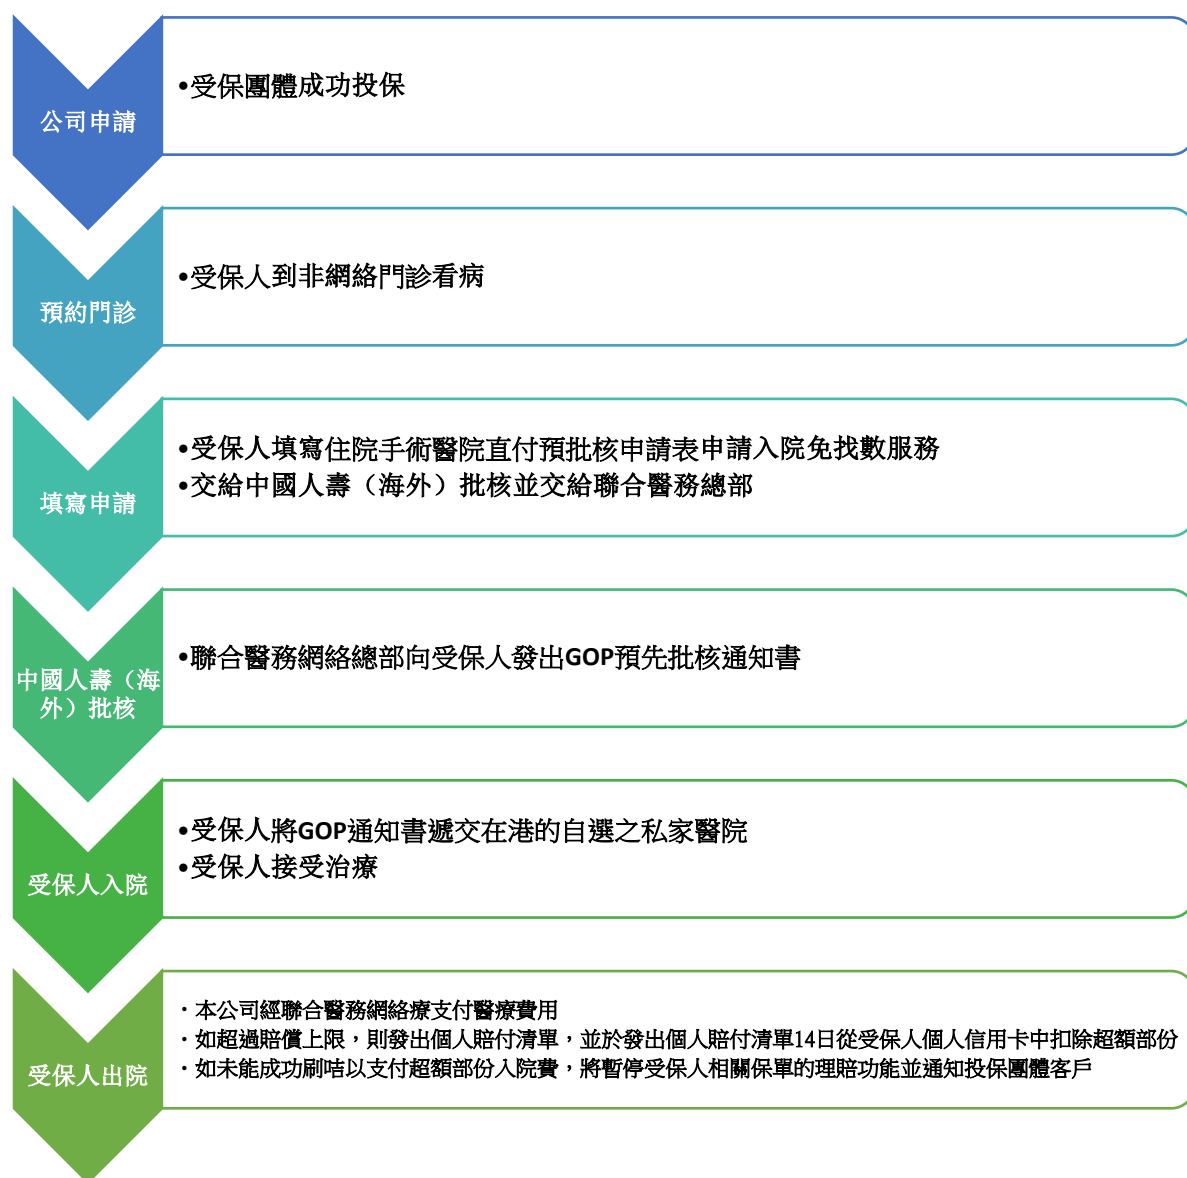 公司申請
•受保團體成功投保
預約門診
•受保人到非網絡門診看病
填寫申請
•受保人填寫住院手術醫院直付預批核申請表申請入院免找數服務
•交給中國人壽（海外）批核並交給聯合醫務總部
中國人壽（海
外）批核
•聯合醫務網絡總部向受保人發出GOP預先批核通知書
受保人入院
•受保人將GOP通知書遞交在港的自選之私家醫院
•受保人接受治療
受保人出院
・本公司經聯合醫務網絡療支付醫療費用
・如超過賠償上限，則發出個人賠付清單，並於發出個人賠付清單14日從受保人個人信用卡中扣除超額部份
・如未能成功刷咭以支付超額部份入院費，將暫停受保人相關保單的理賠功能並通知投保團體客戶